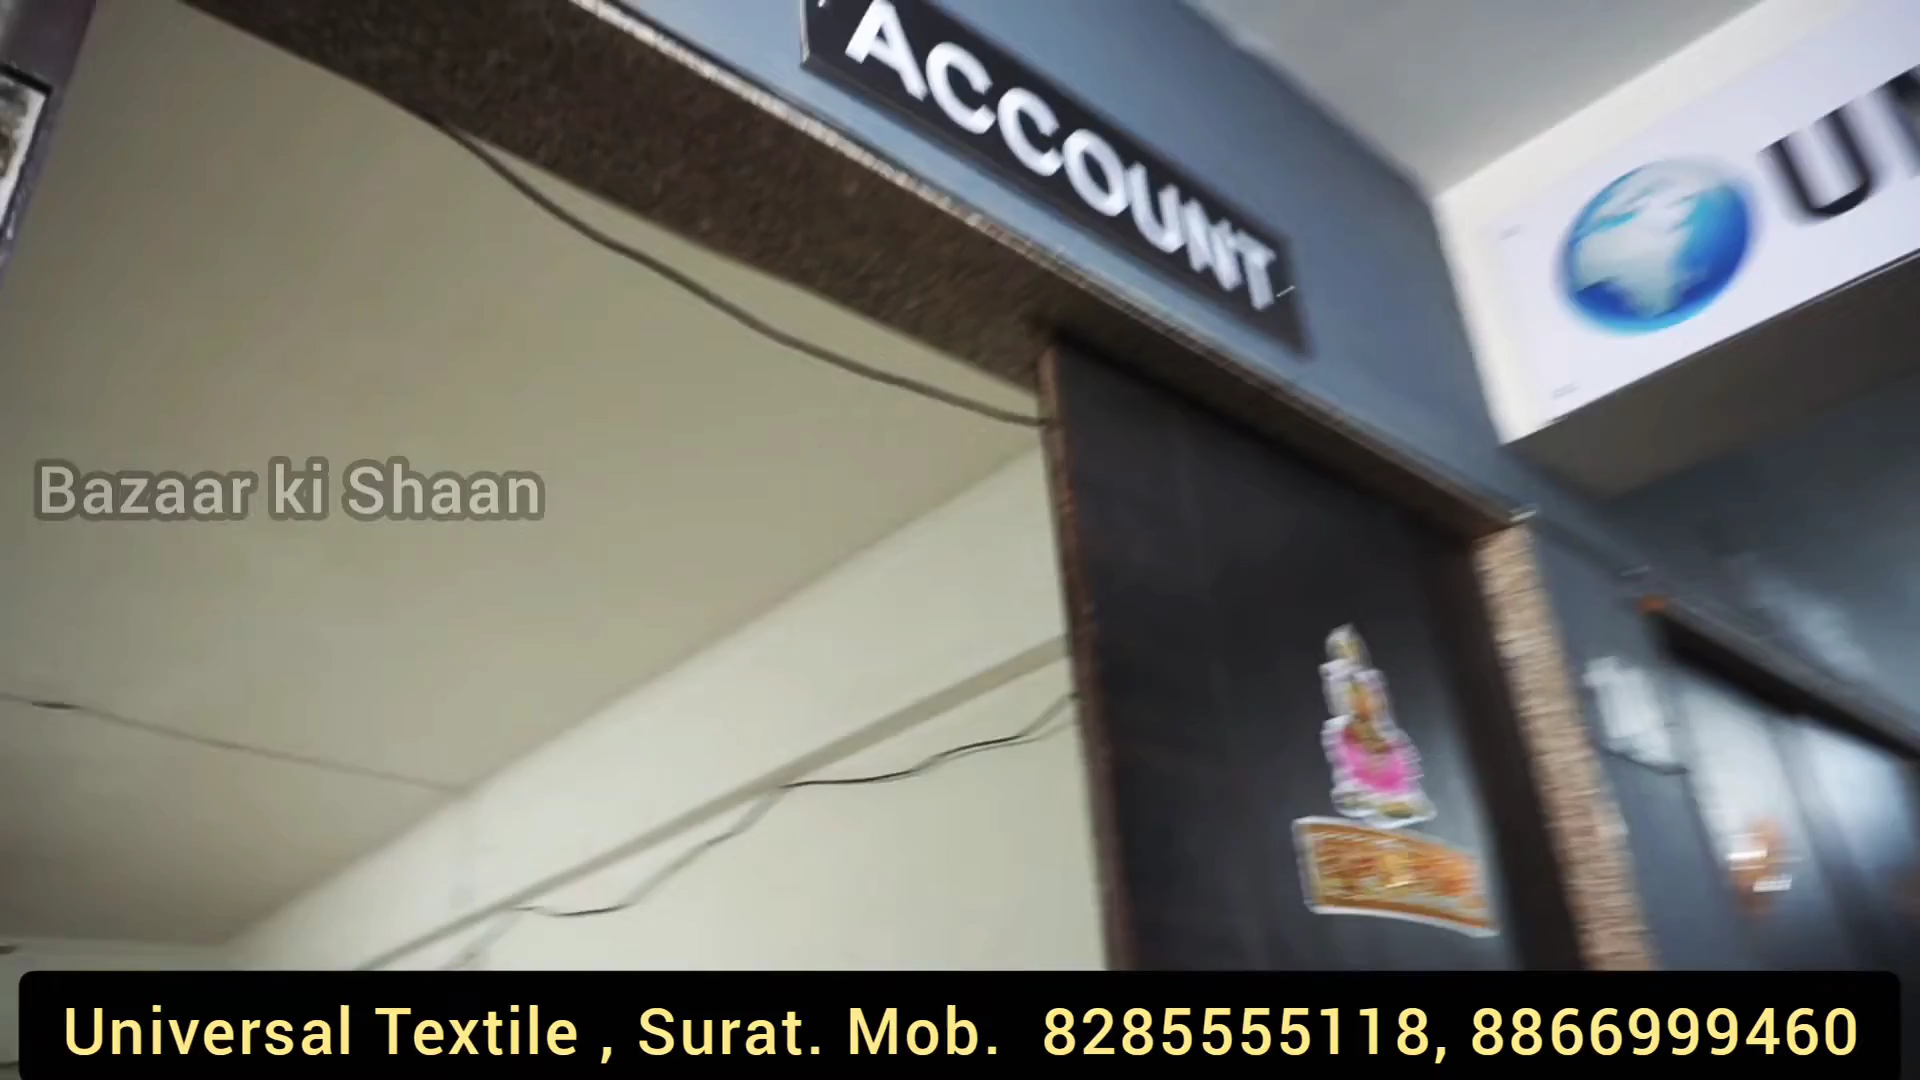 ACCOUNT
Bazaar ki Shaan
Universal Textile , Surat. Mob. 8285555118, 8866999460